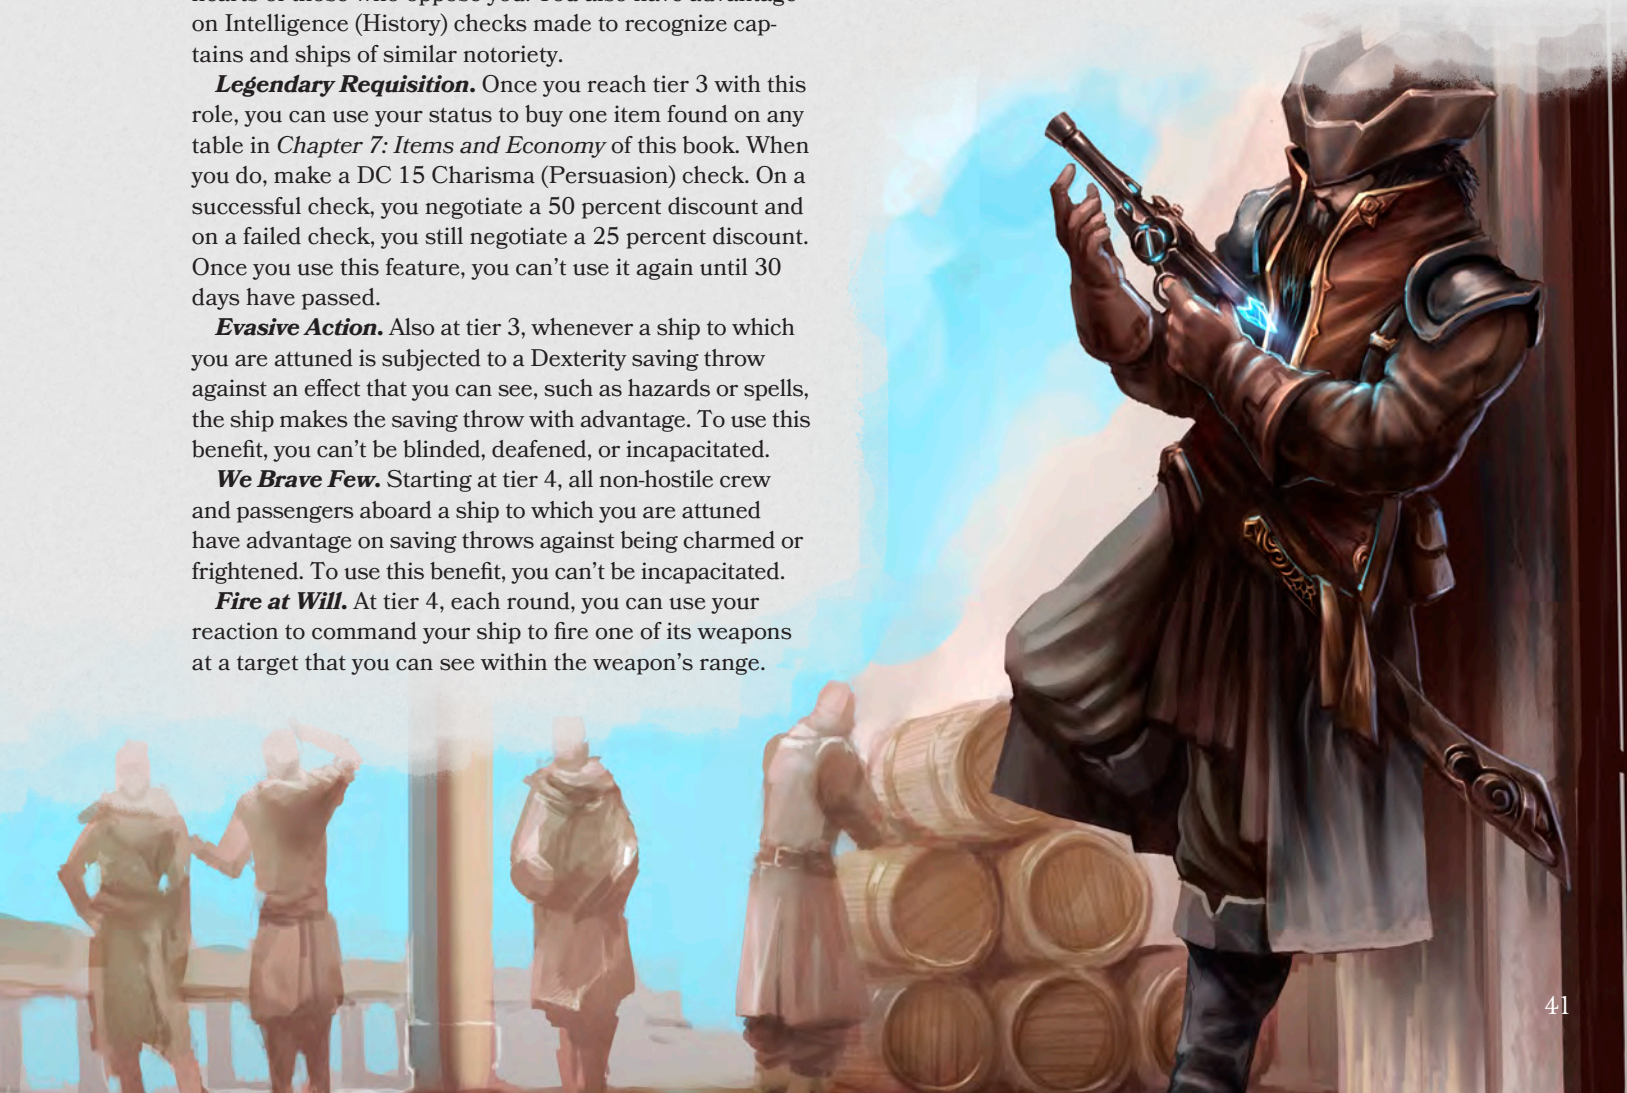 hearts of those who oppose you. You also have advantage
on Intelligence (History) checks made to recognize cap-
tains and ships of similar notoriety.
Legendary Requisition. Once you reach tier 3 with this
role, you can use your status to buy one item found on any
table in Chapter 7: Items and Economy of this book. When
you do, make a DC 15 Charisma (Persuasion) check. On a
successful check, you negotiate a 50 percent discount and
on a failed check, you still negotiate a 25 percent discount.
Once you use this feature, you can't use it again until 30
days have passed.
Evasive Action. Also at tier 3, whenever a ship to which
you are attuned is subjected to a Dexterity saving throw
against an effect that you can see, such as hazards or spells,
the ship makes the saving throw with advantage. To use this
benefit, you can't be blinded, deafened, or incapacitated.
We Brave Few. Starting at tier 4, all non-hostile crew
and passengers aboard a ship to which you are attuned
have advantage on saving throws against being charmed or
frightened. To use this benefit, you can't be incapacitated.
Fire at Will. At tier 4, each round, you can use your
reaction to command your ship to fire one of its weapons
at a target that you can see within the weapon's range.
41